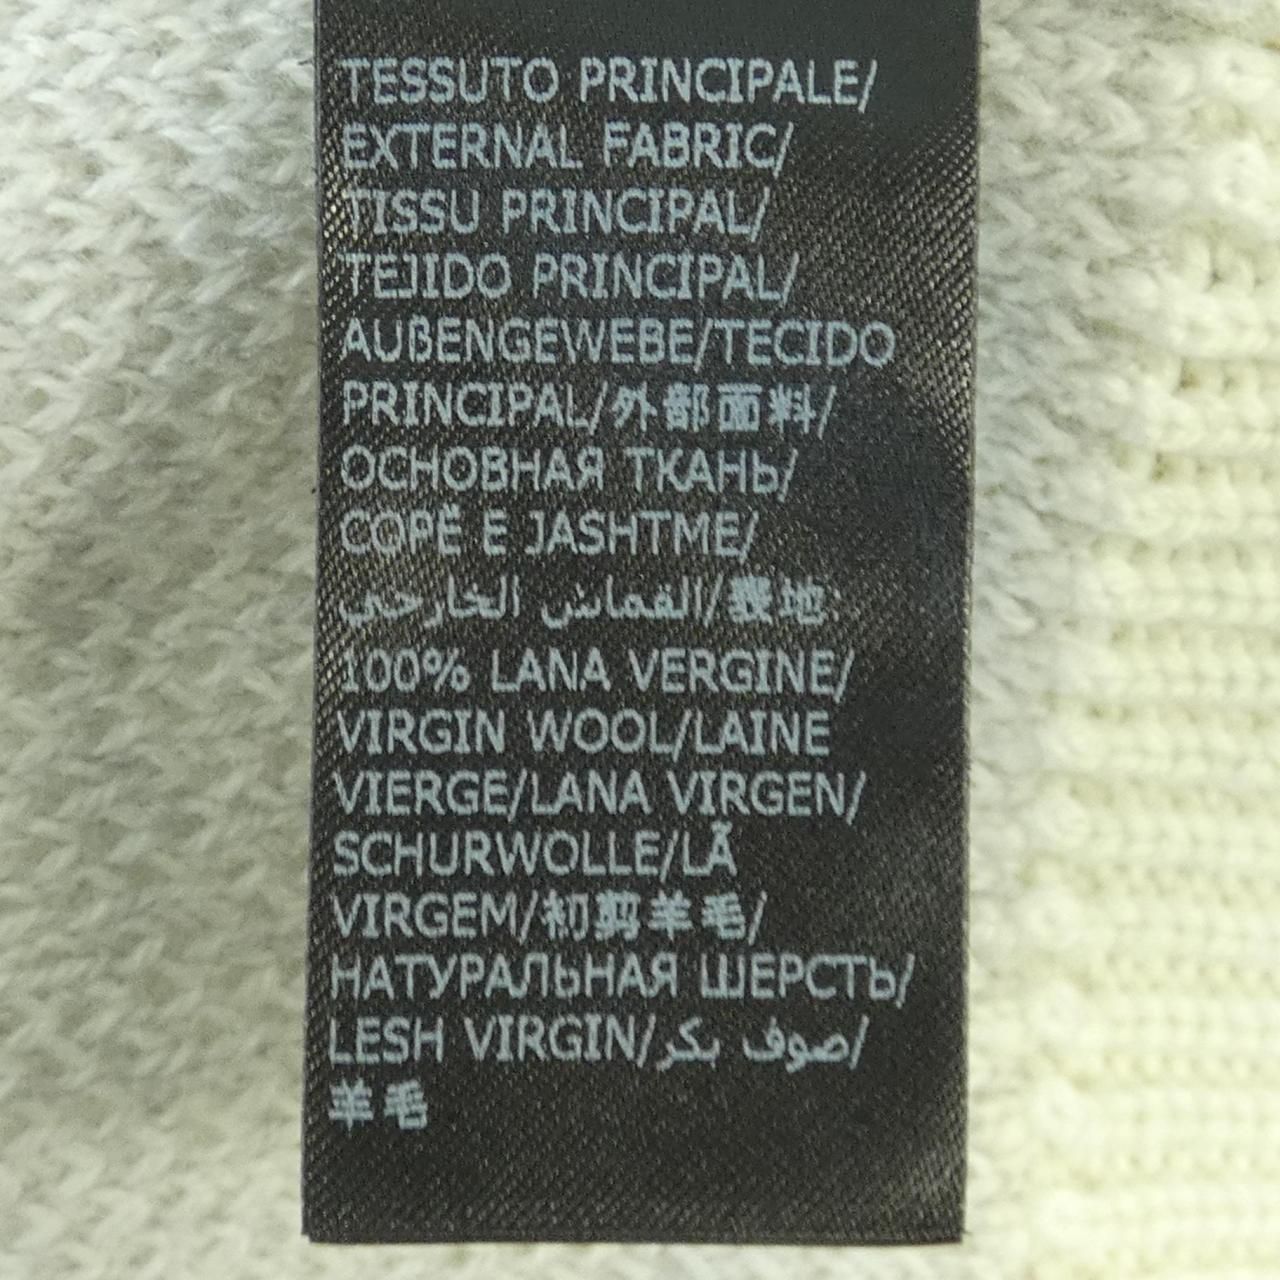 TESSUTO PRINCIPALE/
EXTERNAL FABRIC/
TISSU PRINCIPAL/
TEJIDO PRINCIPAL/
AUßENGEWEBE/TECIDO
PRINCIPAL/外部面料/
ОСНОВНАЯ ТКАНЬ/
COPË E JASHTME/
القماش الخارجي/表地:
100% LANA VERGINE/
VIRGIN WOOL/LAINE
VIERGE/LANA VIRGEN/
SCHURWOLLE/LÃ
VIRGEM/初剪羊毛/
НАТУРАЛЬНАЯ ШЕРСТЬ/
LESH VIRGIN/صوف بكر/
羊毛